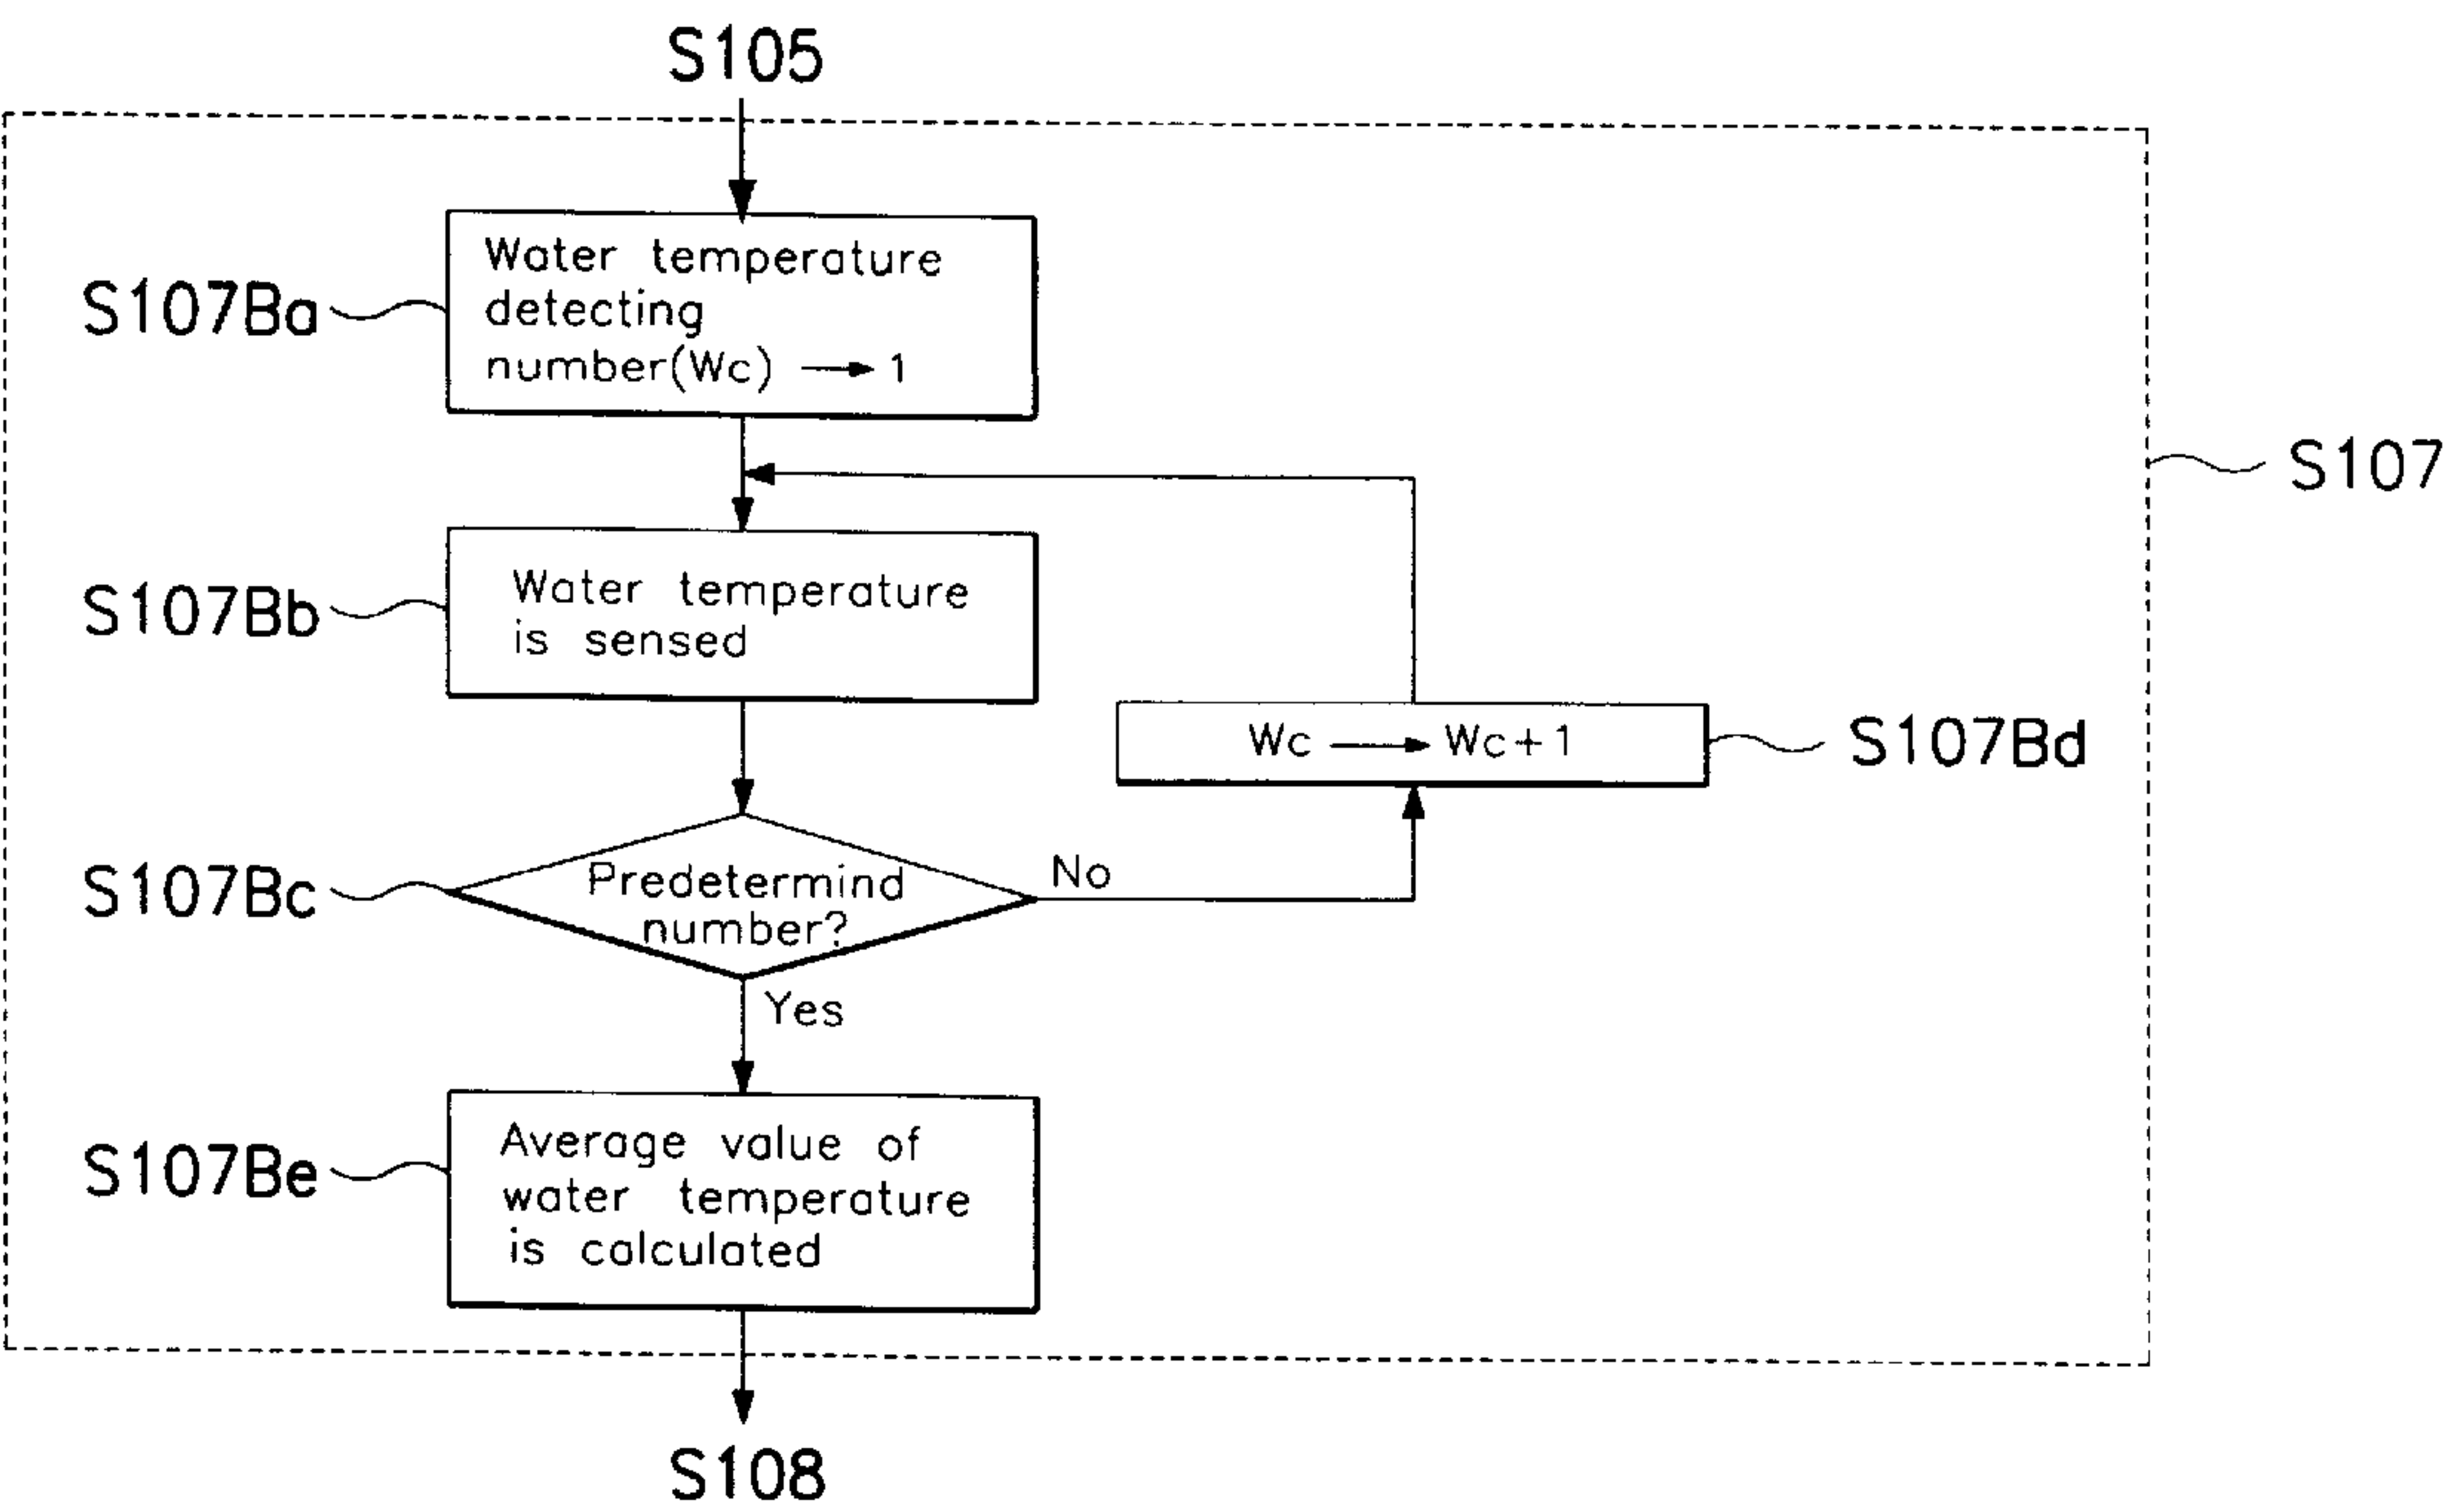 S105
Water temperature
detecting
number(Wc) → 1
S107Ba
S107
Water temperature
is sensed
S107Bb
Wc → Wc+1
S107Bd
Predetermind
number?
S107Bc
No
Yes
Average value of
water temperature
is calculated
S107Be
S108